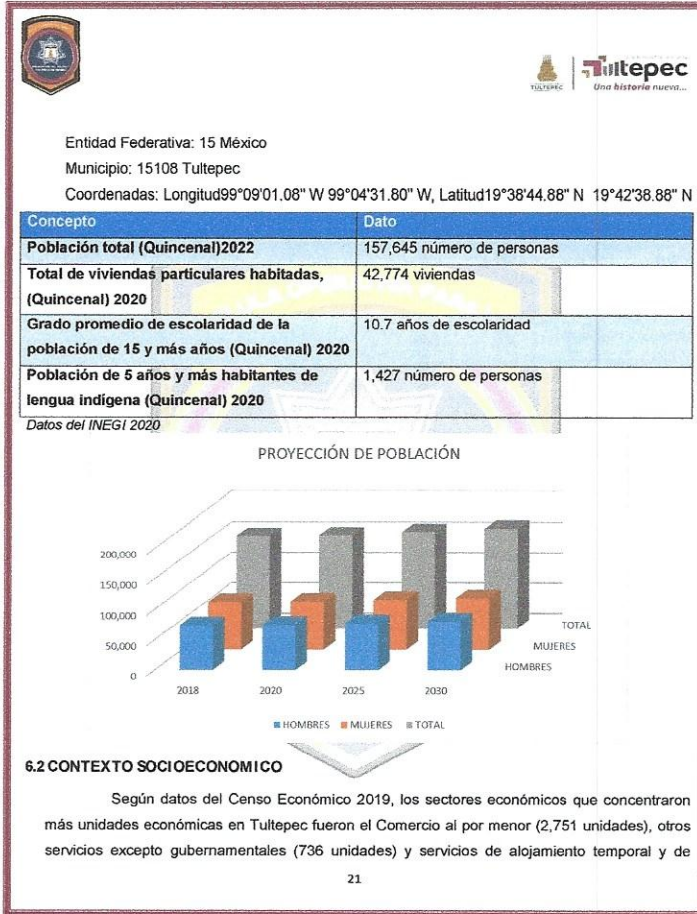 TULTEPEC
Tultepec
Una historia nueva...
Entidad Federativa: 15 México
Municipio: 15108 Tultepec
Coordenadas: Longitud99°09'01.08" W 99°04'31.80" W, Latitud19°38'44.88" N 19°42'38.88" N
Concepto Dato
Población total (Quincenal)2022 157,645 número de personas
Total de viviendas particulares habitadas, 42,774 viviendas
(Quincenal) 2020
Grado promedio de escolaridad de la 10.7 años de escolaridad
población de 15 y más años (Quincenal) 2020
Población de 5 años y más habitantes de 1,427 número de personas
lengua indígena (Quincenal) 2020
Datos del INEGI 2020
PROYECCIÓN DE POBLACIÓN
200,000
150,000
100,000
50,000
0
TOTAL
MUJERES
HOMBRES
2018 2020 2025 2030
HOMBRES MUJERES TOTAL
6.2 CONTEXTO SOCIOECONOMICO
Según datos del Censo Económico 2019, los sectores económicos que concentraron
más unidades económicas en Tultepec fueron el Comercio al por menor (2,751 unidades), otros
servicios excepto gubernamentales (736 unidades) y servicios de alojamiento temporal y de
21